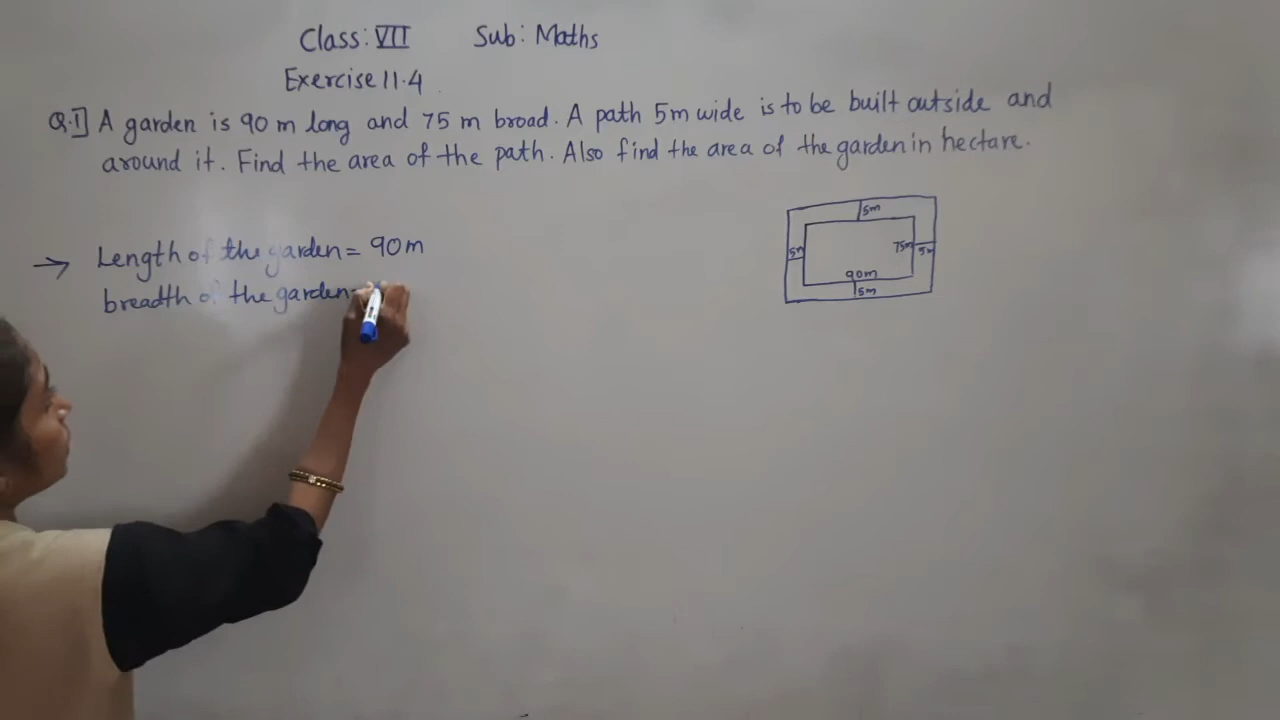 Class: VII Sub: Maths
Exercise 11.4
Q.1] A garden is 90 m long and 75 m broad. A path 5m wide is to be built outside and
around it. Find the area of the path. Also find the area of the garden in hectare.
→ Length of the garden = 90m
breadth of the garden =
5m
5m
75m
5m
90m
5m